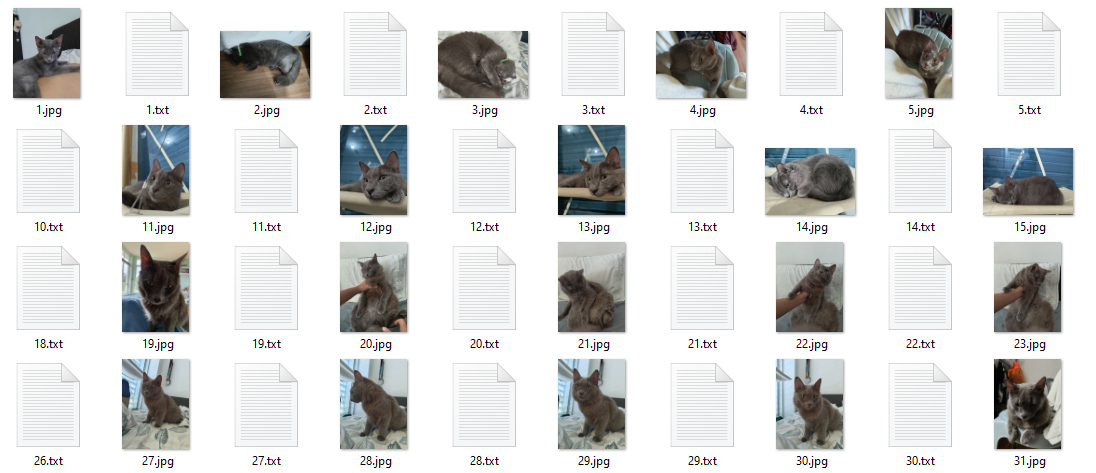 1.jpg 1.txt 2.jpg 2.txt 3.jpg 3.txt 4.jpg 4.txt 5.jpg 5.txt
10.txt 11.jpg 11.txt 12.jpg 12.txt 13.jpg 13.txt 14.jpg 14.txt 15.jpg
18.txt 19.jpg 19.txt 20.jpg 20.txt 21.jpg 21.txt 22.jpg 22.txt 23.jpg
26.txt 27.jpg 27.txt 28.jpg 28.txt 29.jpg 29.txt 30.jpg 30.txt 31.jpg